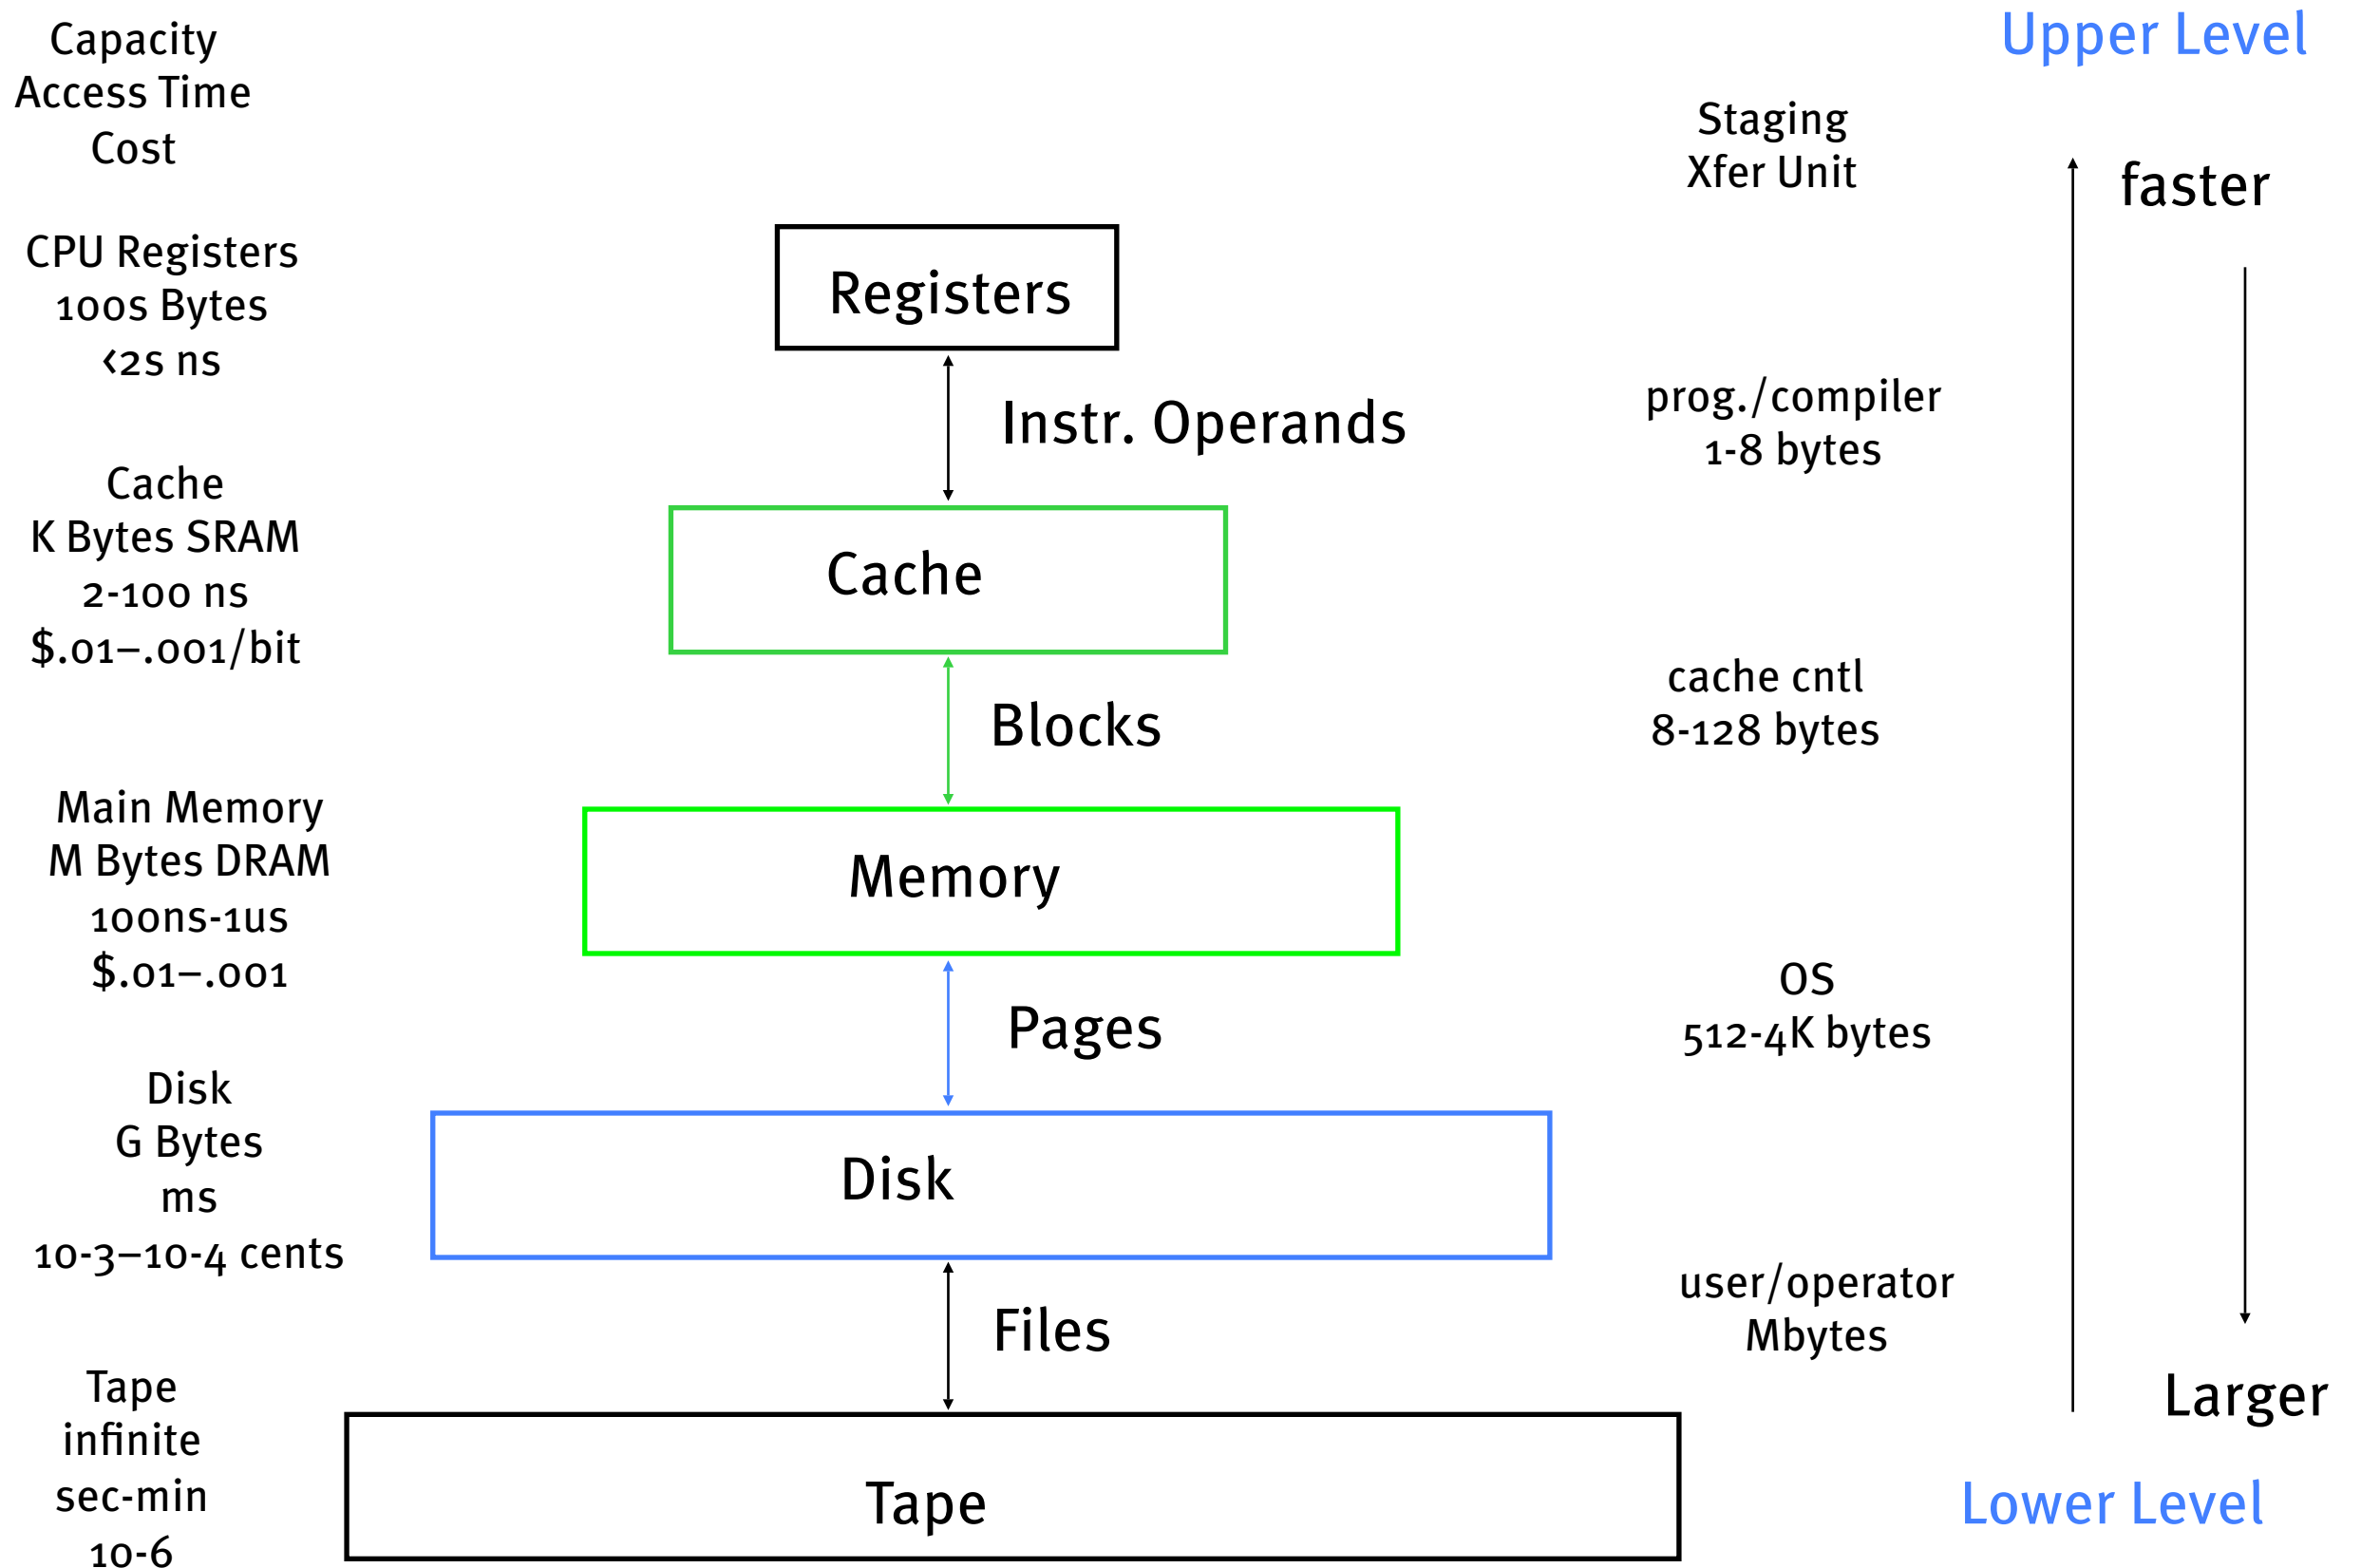 Capacity
Access Time
Cost
Upper Level
Staging
Xfer Unit
faster
CPU Registers
100s Bytes
<2s ns
Registers
Instr. Operands
prog./compiler
1-8 bytes
Cache
K Bytes SRAM
2-100 ns
$.01–.001/bit
Cache
Blocks
cache cntl
8-128 bytes
Main Memory
M Bytes DRAM
100ns-1us
$.01–.001
Memory
Pages
OS
512-4K bytes
Disk
G Bytes
ms
10-3–10-4 cents
Disk
Files
user/operator
Mbytes
Larger
Tape
infinite
sec-min
10-6
Tape
Lower Level